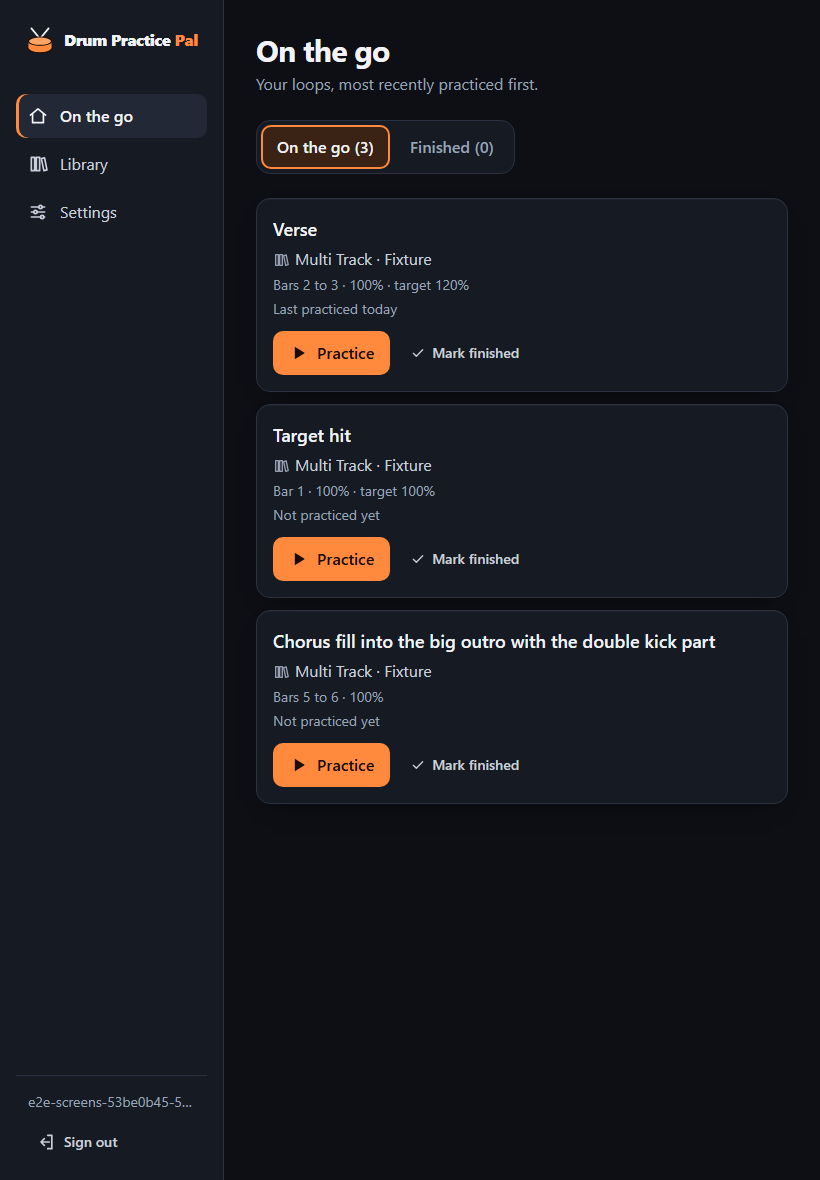 Drum Practice Pal
On the go
Library
Settings
e2e-screens-53be0b45-5...
Sign out
On the go
Your loops, most recently practiced first.
On the go (3)
Finished (0)
Verse
Multi Track · Fixture
Bars 2 to 3 · 100% · target 120%
Last practiced today
Practice
Mark finished
Target hit
Multi Track · Fixture
Bar 1 · 100% · target 100%
Not practiced yet
Practice
Mark finished
Chorus fill into the big outro with the double kick part
Multi Track · Fixture
Bars 5 to 6 · 100%
Not practiced yet
Practice
Mark finished